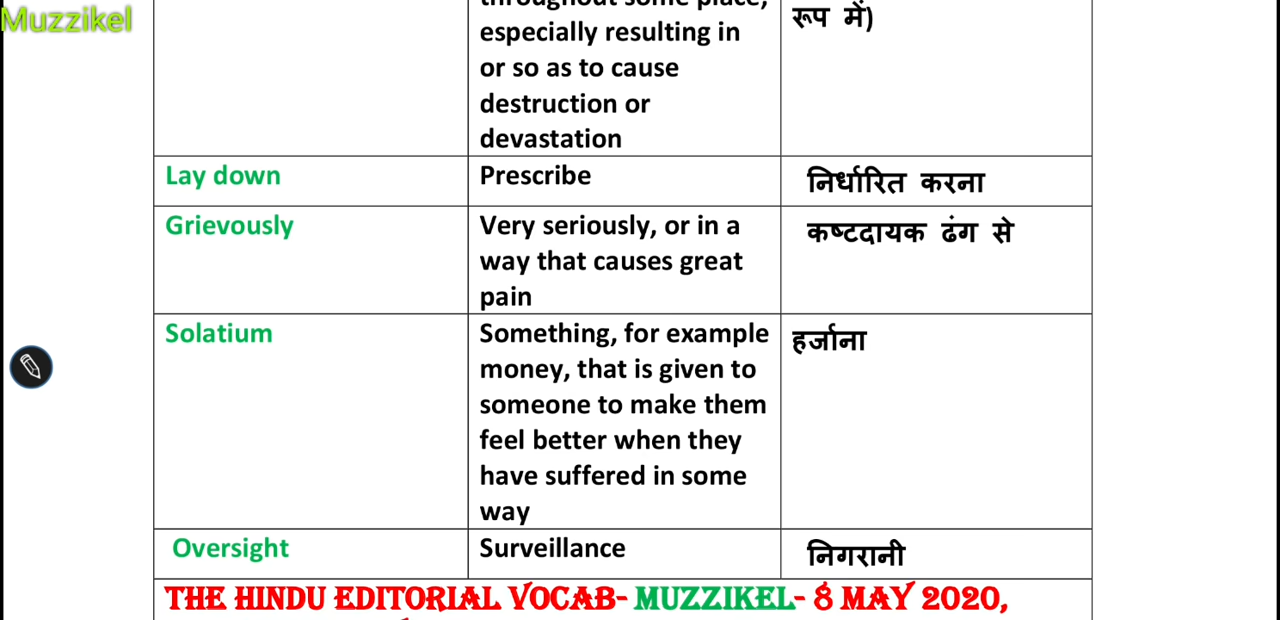 Muzzikel
throughout some place,
especially resulting in
or so as to cause
destruction or
devastation
रूप में)
Lay down
Prescribe
निर्धारित करना
Grievously
Very seriously, or in a
way that causes great
pain
कष्टदायक ढंग से
Solatium
Something, for example
money, that is given to
someone to make them
feel better when they
have suffered in some
way
हर्जाना
Oversight
Surveillance
निगरानी
THE HINDU EDITORIAL VOCAB- MUZZIKEL- 8 MAY 2020,